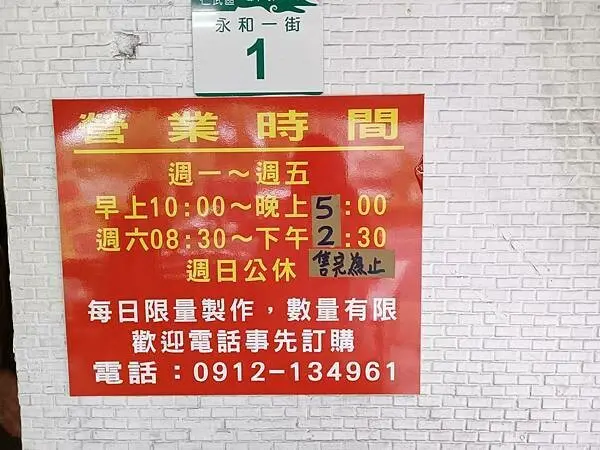 仁武區
永和一街
1
營業時間
週一～週五
早上10:00～晚上5:00
週六08:30～下午2:30
週日公休 售完為止
每日限量製作，數量有限
歡迎電話事先訂購
電話：0912-134961